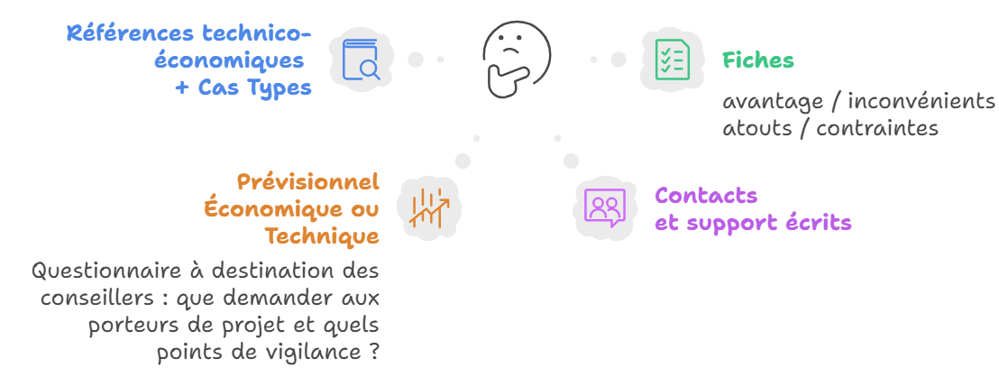 Références technico-
économiques
+ Cas Types
Fiches
avantage / inconvénients
atouts / contraintes
Prévisionnel
Économique ou
Technique
Questionnaire à destination des
conseillers : que demander aux
porteurs de projet et quels
points de vigilance ?
Contacts
et support écrits